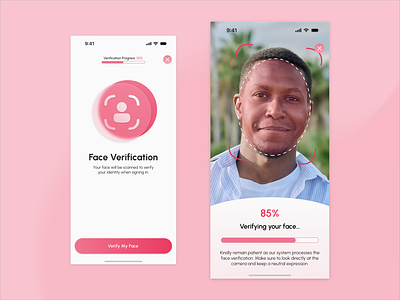 9:41
Verification Progress: 50%
Face Verification
Your face will be scanned to verify
your identity when signing in.
Verify My Face
9:41
85%
Verifying your face...
Kindly remain patient as our system processes the
face verification. Make sure to look directly at the
camera and keep a neutral expression.